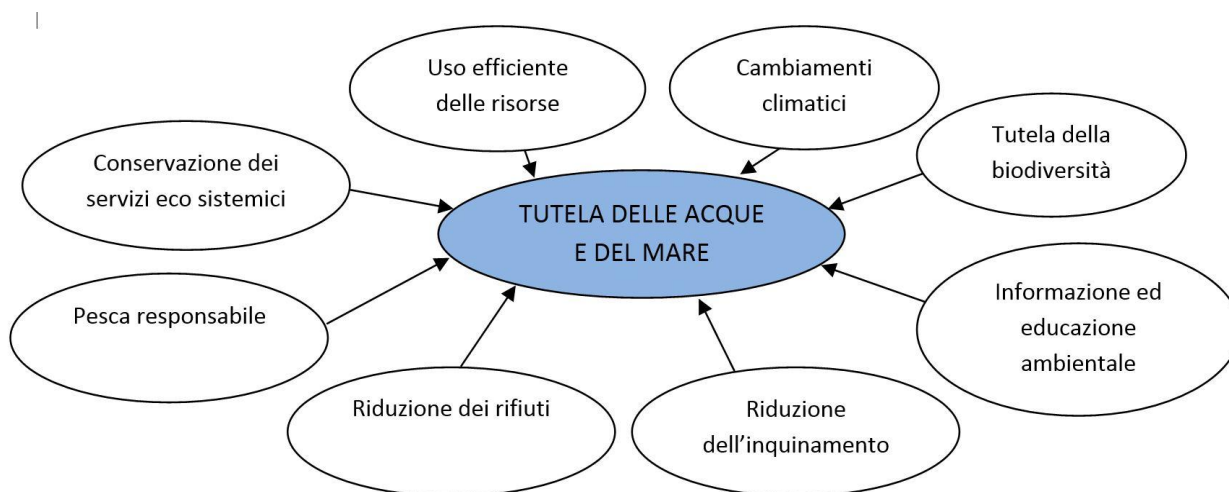 Uso efficiente
delle risorse
Cambiamenti
climatici
Conservazione dei
servizi eco sistemici
Tutela della
biodiversità
TUTELA DELLE ACQUE
E DEL MARE
Pesca responsabile
Informazione ed
educazione
ambientale
Riduzione dei rifiuti
Riduzione
dell’inquinamento